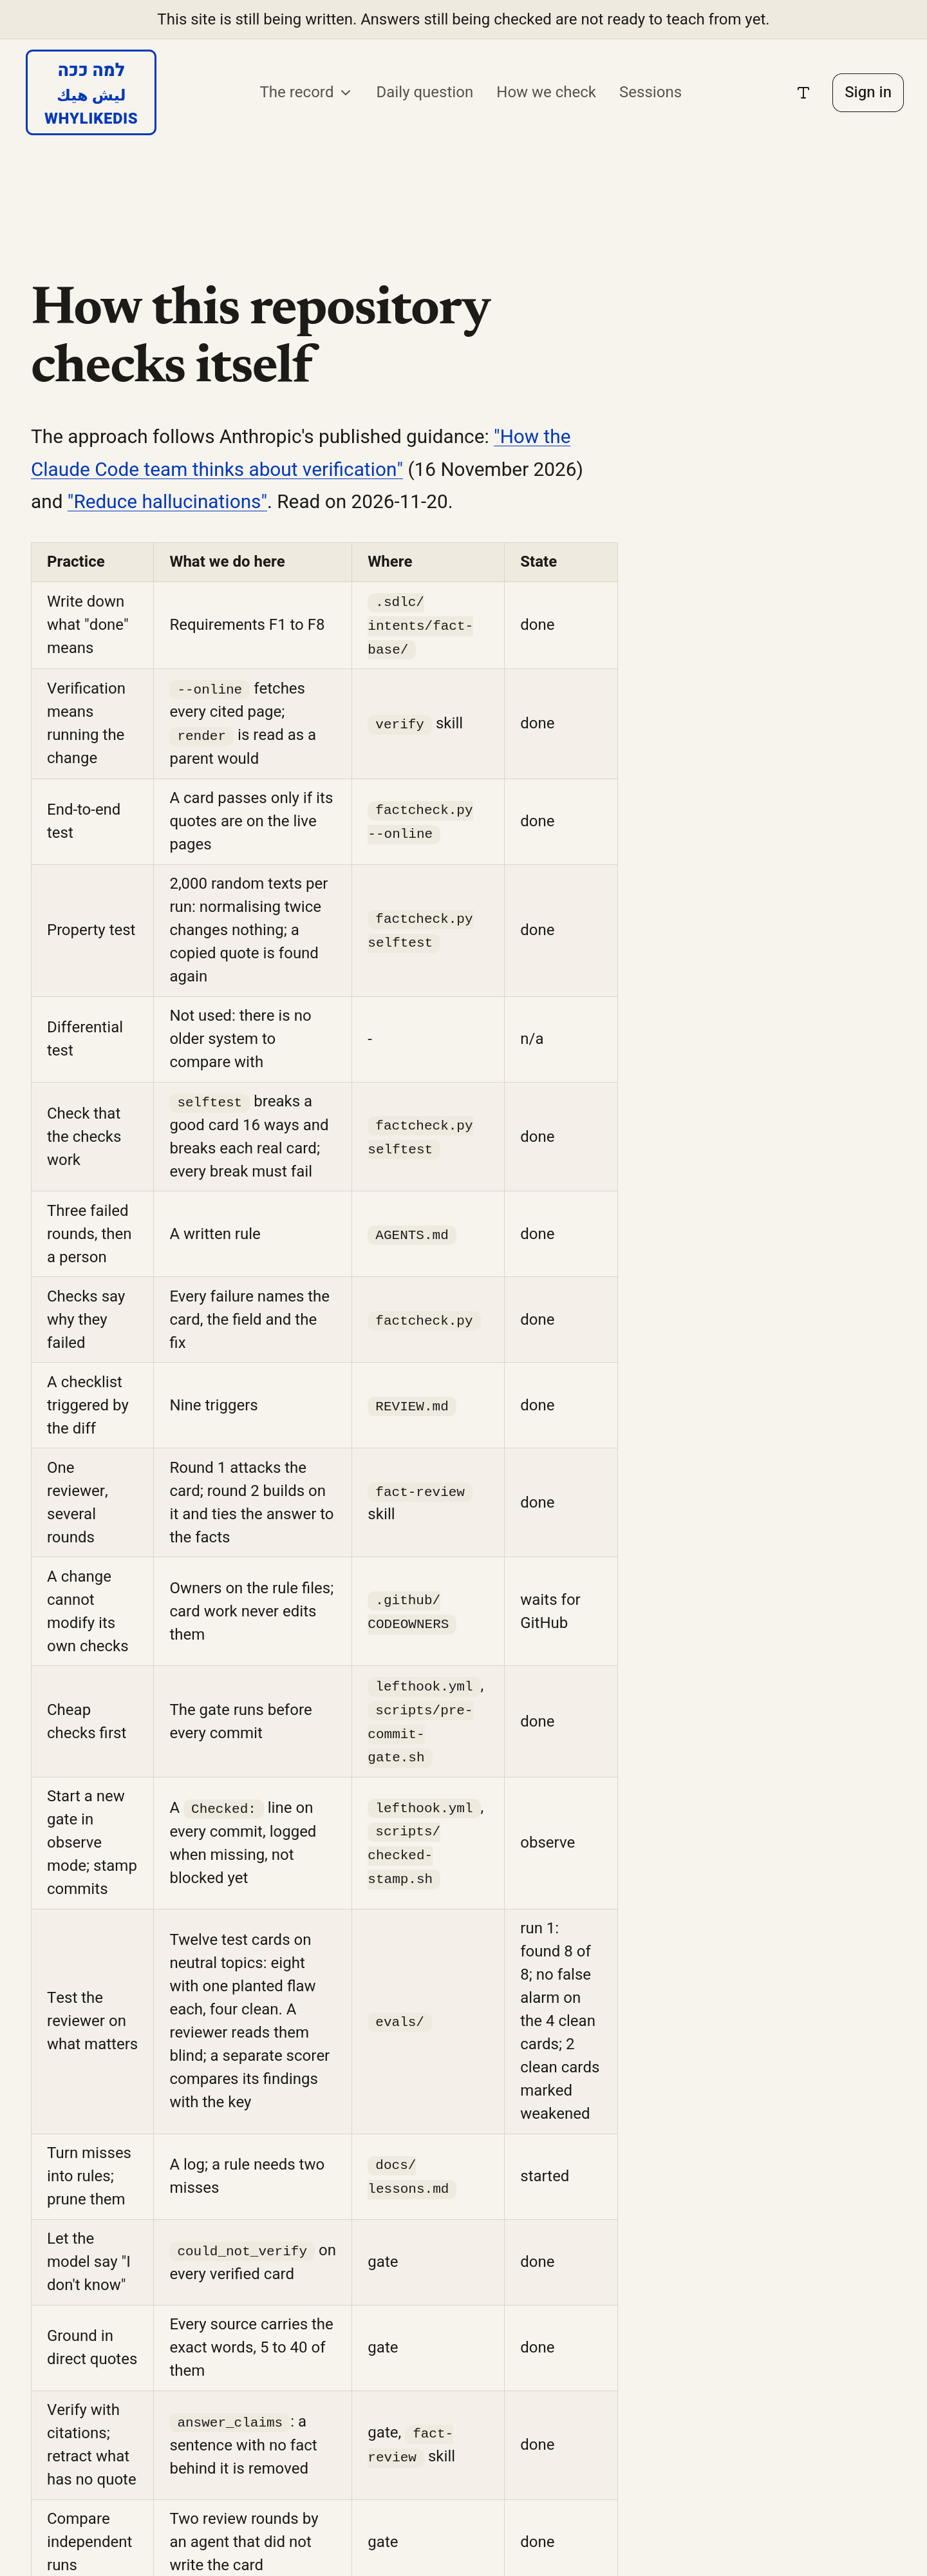 This site is still being written. Answers still being checked are not ready to teach from yet.
למה ככה
ليش هيك
WHYLIKEDIS
The record
Daily question
How we check
Sessions
T
Sign in
How this repository
checks itself
The approach follows Anthropic's published guidance: "How the
Claude Code team thinks about verification" (16 November 2026)
and "Reduce hallucinations". Read on 2026-11-20.
Practice
What we do here
Where
State
Write down
what "done"
means
Requirements F1 to F8
.sdlc/
intents/fact-
base/
done
Verification
means
running the
change
--online fetches
every cited page;
render is read as a
parent would
verify skill
done
End-to-end
test
A card passes only if its
quotes are on the live
pages
factcheck.py
--online
done
Property test
2,000 random texts per
run: normalising twice
changes nothing; a
copied quote is found
again
factcheck.py
selftest
done
Differential
test
Not used: there is no
older system to
compare with
-
n/a
Check that
the checks
work
selftest breaks a
good card 16 ways and
breaks each real card;
every break must fail
factcheck.py
selftest
done
Three failed
rounds, then
a person
A written rule
AGENTS.md
done
Checks say
why they
failed
Every failure names the
card, the field and the
fix
factcheck.py
done
A checklist
triggered by
the diff
Nine triggers
REVIEW.md
done
One
reviewer,
several
rounds
Round 1 attacks the
card; round 2 builds on
it and ties the answer to
the facts
fact-review
skill
done
A change
cannot
modify its
own checks
Owners on the rule files;
card work never edits
them
.github/
CODEOWNERS
waits for
GitHub
Cheap
checks first
The gate runs before
every commit
lefthook.yml,
scripts/pre-
commit-
gate.sh
done
Start a new
gate in
observe
mode; stamp
commits
A Checked: line on
every commit, logged
when missing, not
blocked yet
lefthook.yml,
scripts/
checked-
stamp.sh
observe
Test the
reviewer on
what matters
Twelve test cards on
neutral topics: eight
with one planted flaw
each, four clean. A
reviewer reads them
blind; a separate scorer
compares its findings
with the key
evals/
run 1:
found 8 of
8; no false
alarm on
the 4 clean
cards; 2
clean cards
marked
weakened
Turn misses
into rules;
prune them
A log; a rule needs two
misses
docs/
lessons.md
started
Let the
model say "I
don't know"
could_not_verify on
every verified card
gate
done
Ground in
direct quotes
Every source carries the
exact words, 5 to 40 of
them
gate
done
Verify with
citations;
retract what
has no quote
answer_claims: a
sentence with no fact
behind it is removed
gate, fact-
review skill
done
Compare
independent
runs
Two review rounds by
an agent that did not
write the card
gate
done